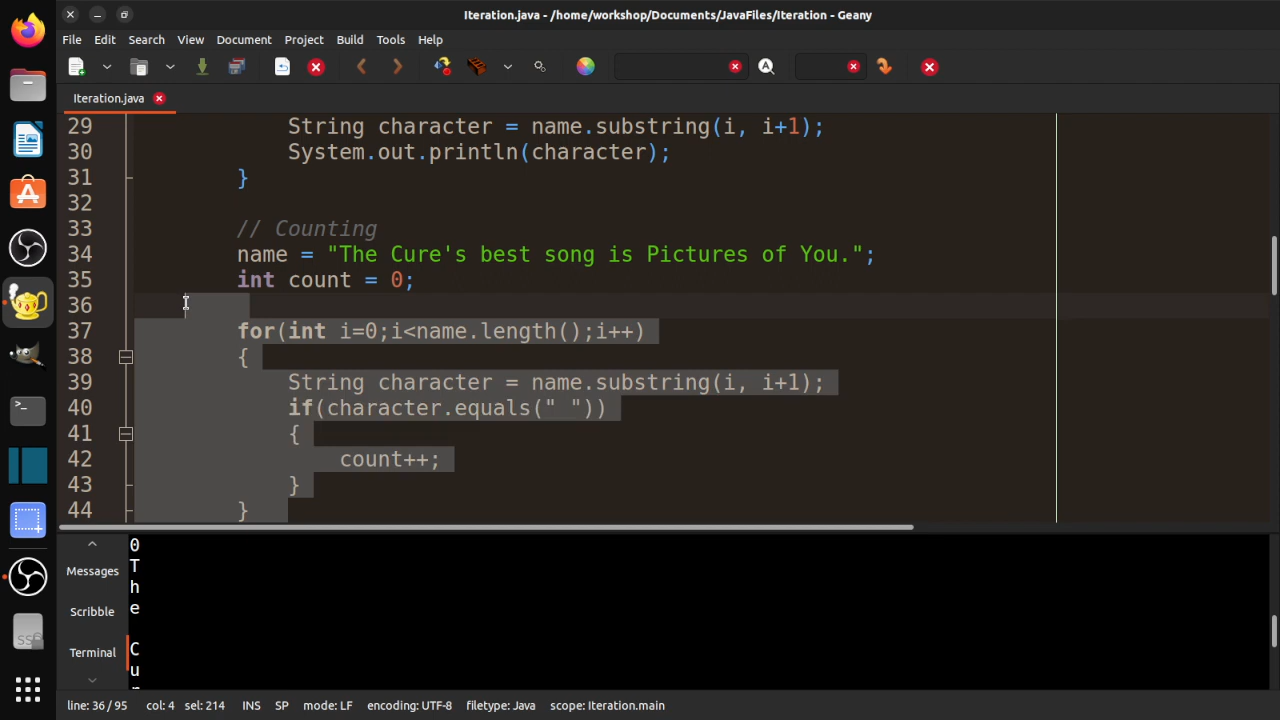 Iteration.java - /home/workshop/Documents/JavaFiles/Iteration - Geany
File Edit Search View Document Project Build Tools Help
Iteration.java
29 String character = name.substring(i, i+1);
30 System.out.println(character);
31 }
32
33 // Counting
34 name = "The Cure's best song is Pictures of You.";
35 int count = 0;
36
37 for(int i=0;i<name.length();i++)
38 {
39 String character = name.substring(i, i+1);
40 if(character.equals(" "))
41 {
42 count++;
43 }
44 }
Messages
Scribble
Terminal
0
T
h
e
C
u
r
line: 36 / 95 col: 4 sel: 214 INS SP mode: LF encoding: UTF-8 filetype: Java scope: Iteration.main